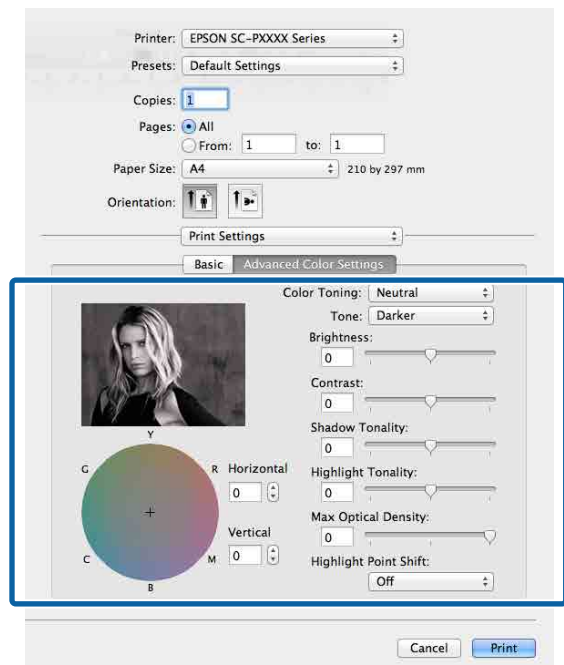 Printer: EPSON SC-PXXXX Series
Presets: Default Settings
Copies: 1
Pages: All
From: 1 to: 1
Paper Size: A4 210 by 297 mm
Orientation:
Print Settings
Basic Advanced Color Settings
Color Toning: Neutral
Tone: Darker
Brightness:
0
Contrast:
0
Shadow Tonality:
0
Highlight Tonality:
0
Max Optical Density:
0
Highlight Point Shift:
Off
Y
G R
C M
B
Horizontal
0
Vertical
0
Cancel Print